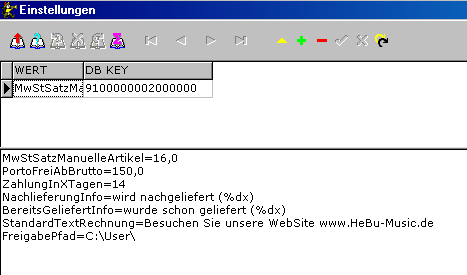 Einstellungen
WERT DB KEY
MwStSatzMa 9100000002000000
MwStSatzManuelleArtikel=16,0
PortoFreiAbBrutto=150,0
ZahlungInXTagen=14
NachlieferungInfo=wird nachgeliefert (%dx)
BereitsGeliefertInfo=wurde schon geliefert (%dx)
StandardTextRechnung=Besuchen Sie unsere WebSite www.HeBu-Music.de
FreigabePfad=C:\User\